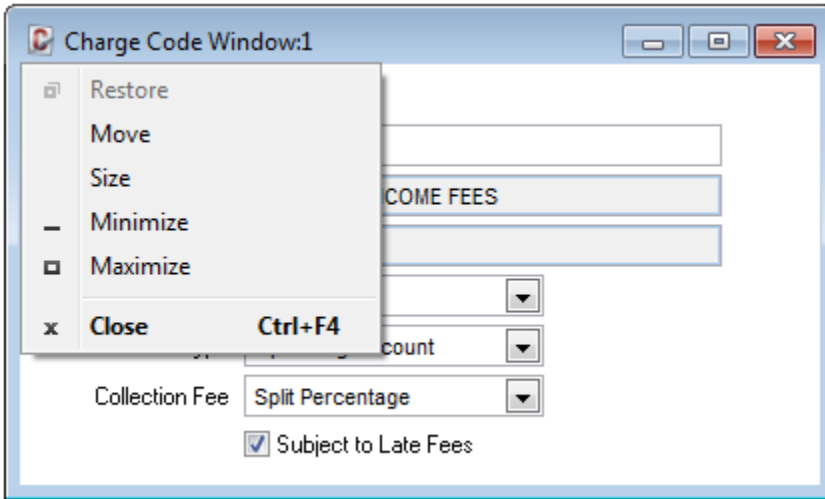 Charge Code Window:1
Restore
Move
Size
Minimize
Maximize
Close Ctrl+F4
COME FEES
count
Collection Fee Split Percentage
Subject to Late Fees